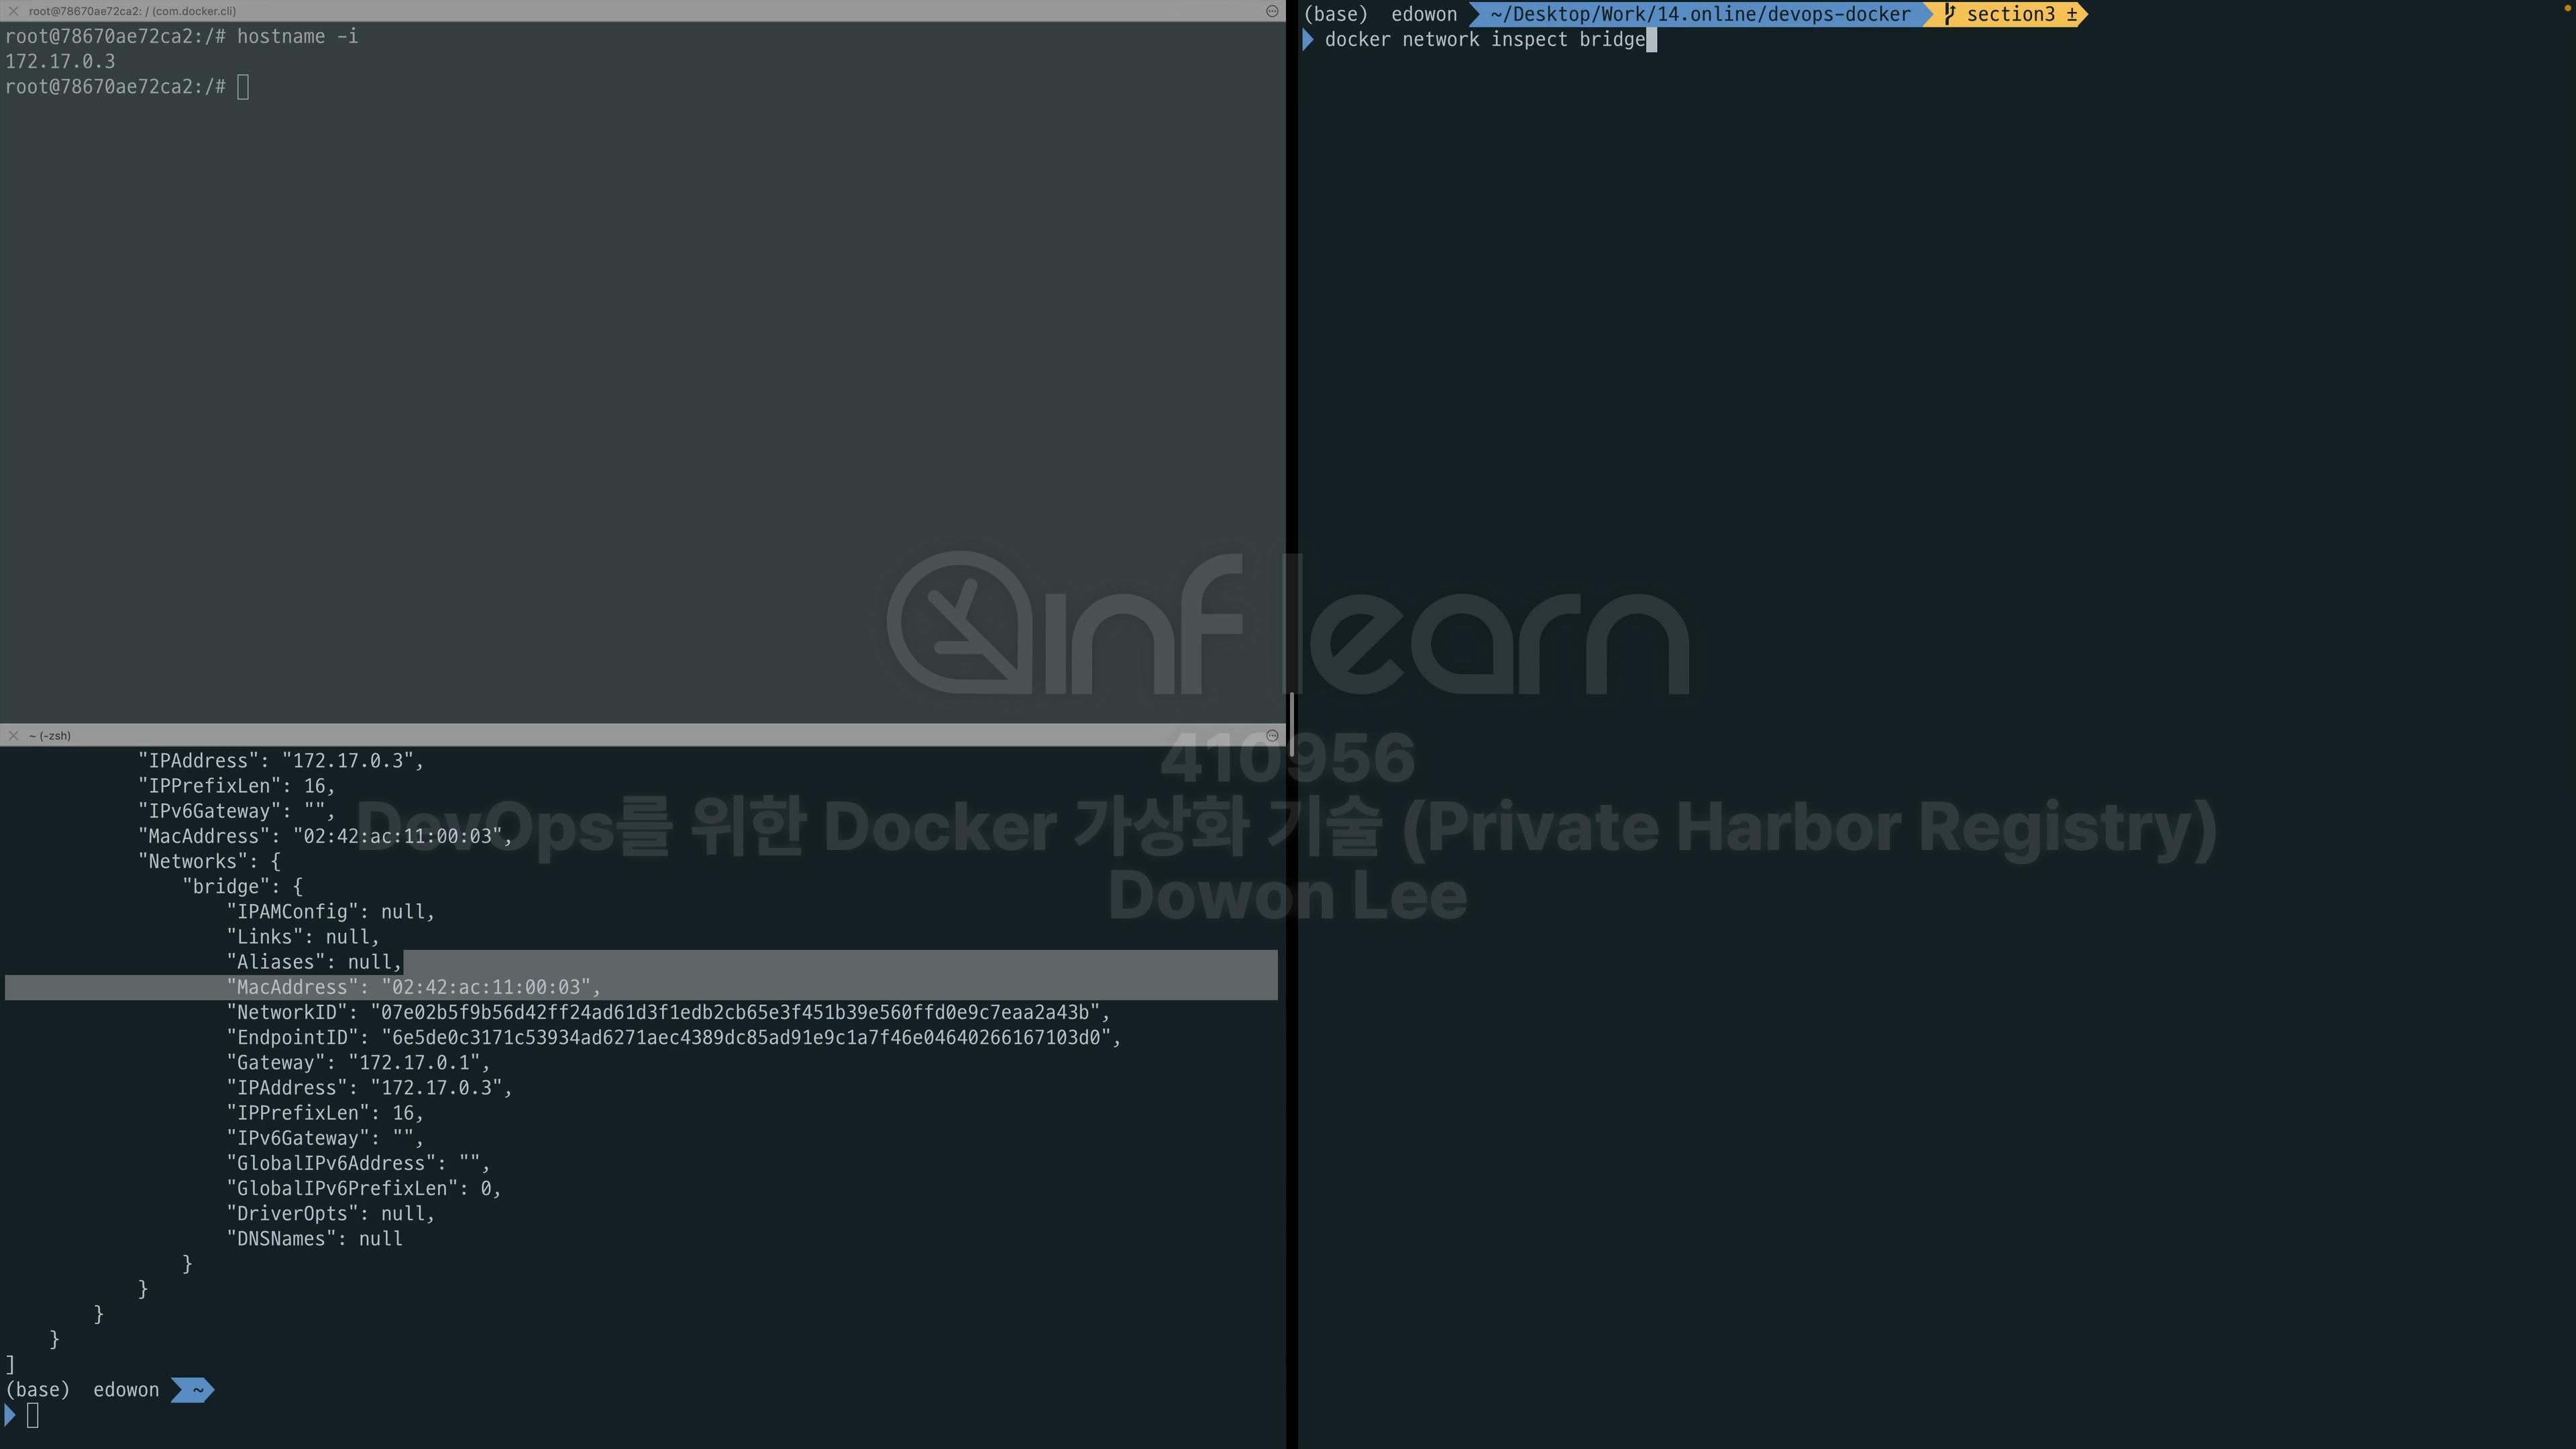 root@78670ae72ca2: / (com.docker.cli)
root@78670ae72ca2:/# hostname -i
172.17.0.3
root@78670ae72ca2:/#
~ (-zsh)
"IPAddress": "172.17.0.3",
"IPPrefixLen": 16,
"IPv6Gateway": "",
"MacAddress": "02:42:ac:11:00:03",
"Networks": {
"bridge": {
"IPAMConfig": null,
"Links": null,
"Aliases": null,
"MacAddress": "02:42:ac:11:00:03",
"NetworkID": "07e02b5f9b56d42ff24ad61d3f1edb2cb65e3f451b39e560ffd0e9c7eaa2a43b",
"EndpointID": "6e5de0c3171c53934ad6271aec4389dc85ad91e9c1a7f46e04640266167103d0",
"Gateway": "172.17.0.1",
"IPAddress": "172.17.0.3",
"IPPrefixLen": 16,
"IPv6Gateway": "",
"GlobalIPv6Address": "",
"GlobalIPv6PrefixLen": 0,
"DriverOpts": null,
"DNSNames": null
}
}
}
}
]
(base) edowon ~
(base) edowon ~/Desktop/Work/14.online/devops-docker section3 ±
docker network inspect bridge
inflearn
410956
DevOps를 위한 Docker 가상화 기술 (Private Harbor Registry)
Dowon Lee